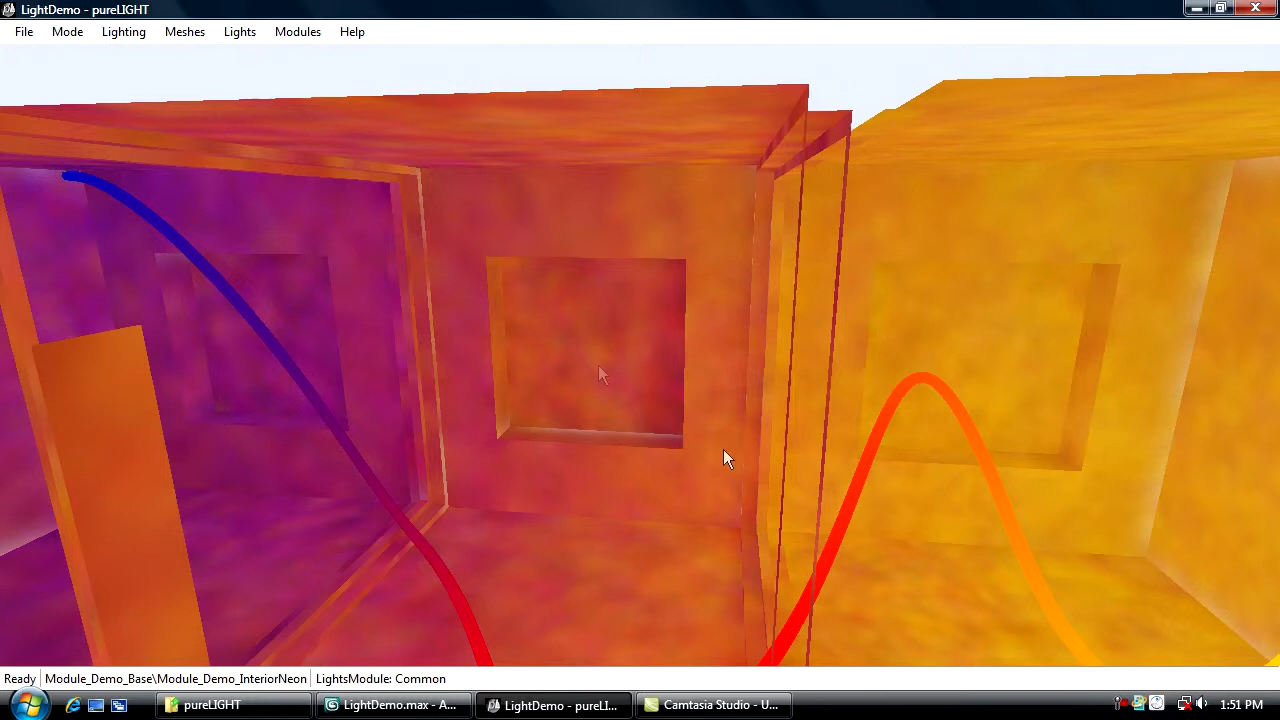 LightDemo - pureLIGHT
File Mode Lighting Meshes Lights Modules Help
Ready Module_Demo_Base\Module_Demo_InteriorNeon LightsModule: Common
pureLIGHT LightDemo.max - A... LightDemo - pureLI... Camtasia Studio - U... 1:51 PM